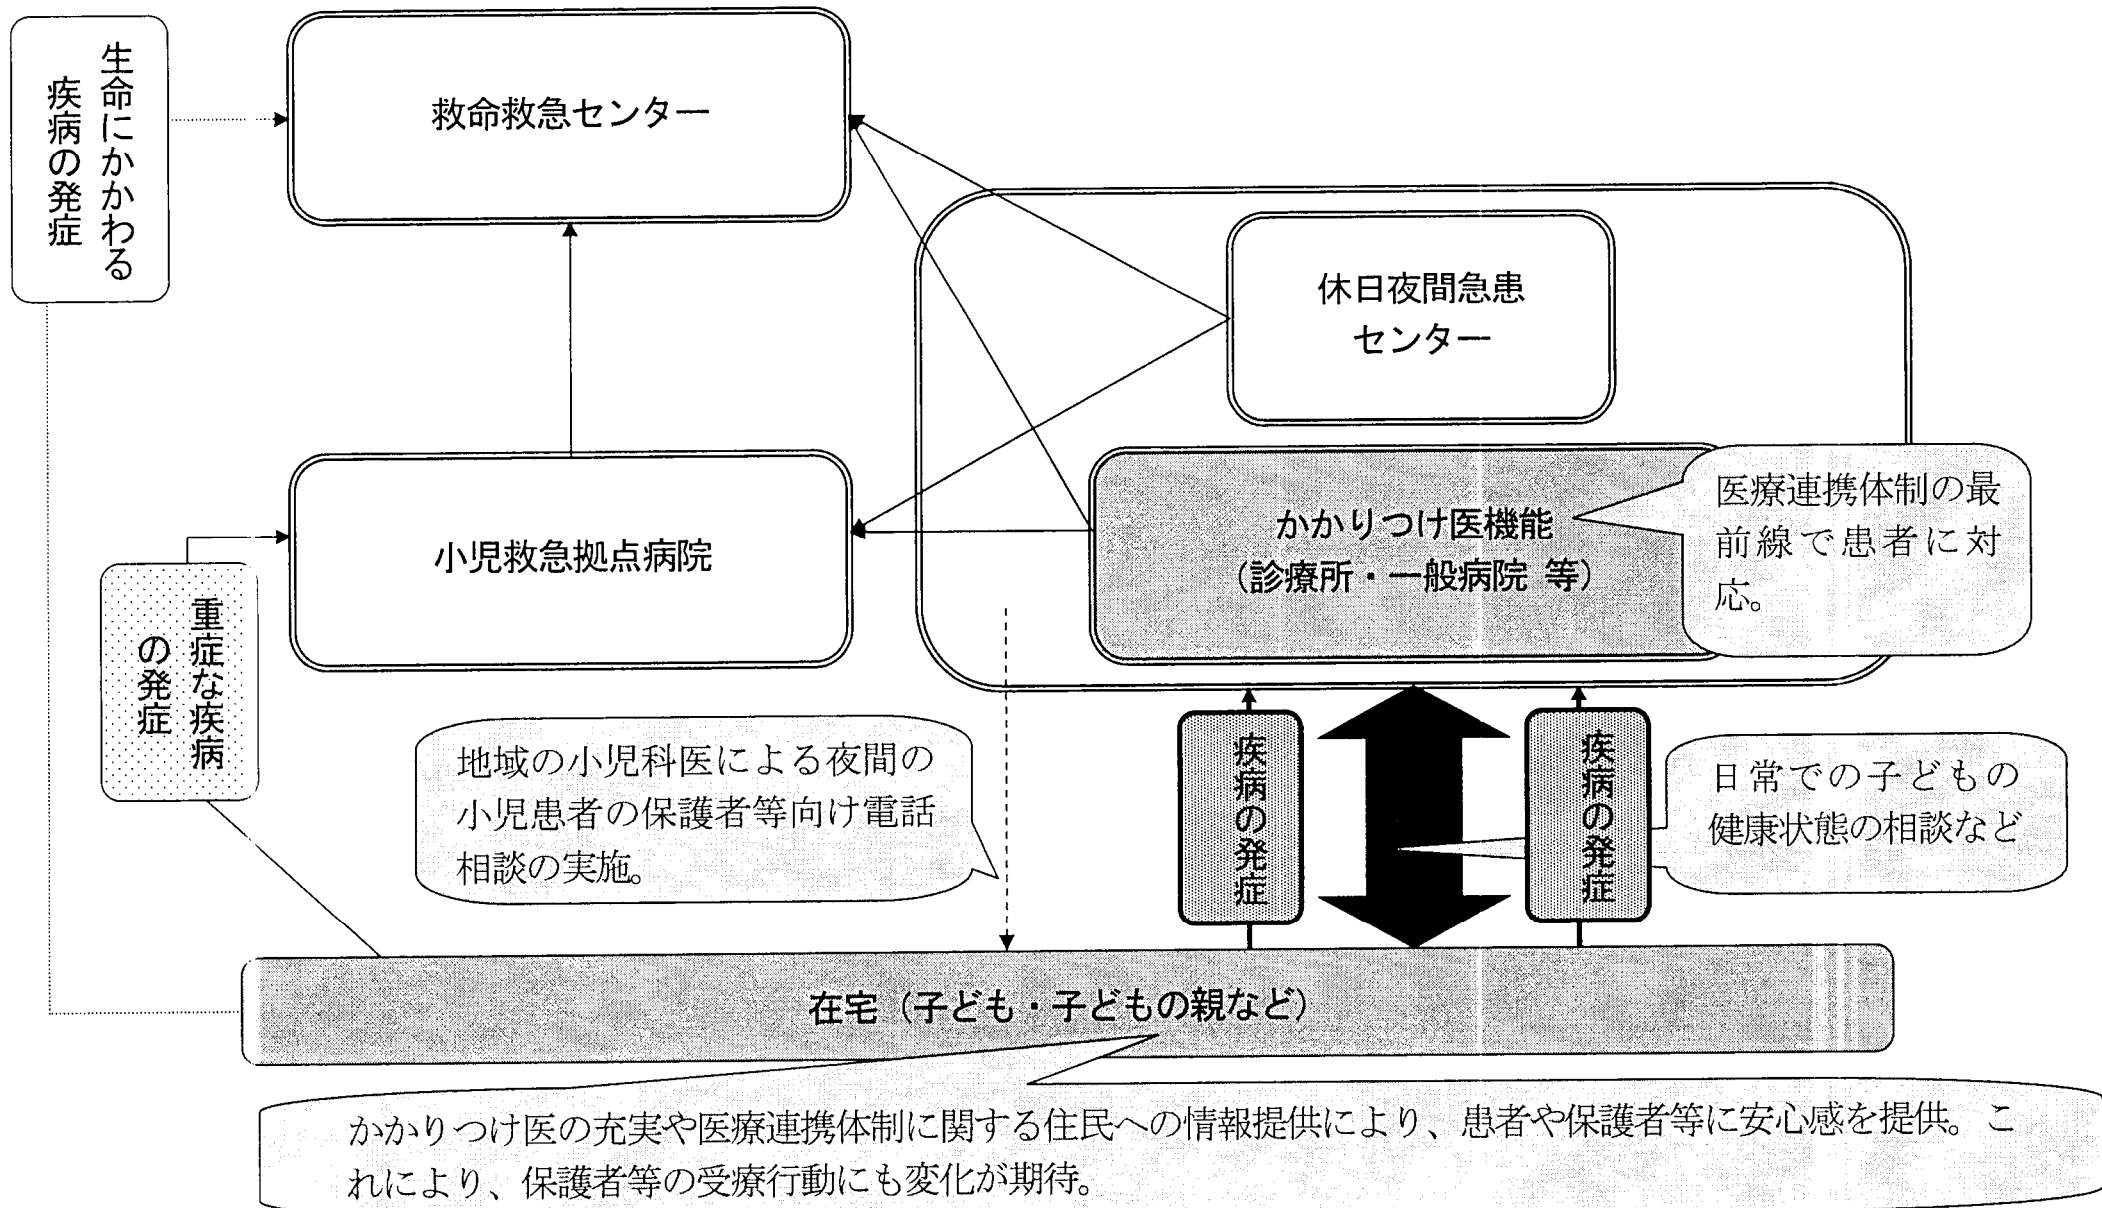 生命にかかわる
疾病の発症
救命救急センター
休日夜間急患
センター
小児救急拠点病院
かかりつけ医機能
（診療所・一般病院 等）
医療連携体制の最
前線で患者に対
応。
重症な疾病
の発症
地域の小児科医による夜間の
小児患者の保護者等向け電話
相談の実施。
疾病の発症
疾病の発症
日常での子どもの
健康状態の相談など
在宅（子ども・子どもの親など）
かかりつけ医の充実や医療連携体制に関する住民への情報提供により、患者や保護者等に安心感を提供。こ
れにより、保護者等の受療行動にも変化が期待。